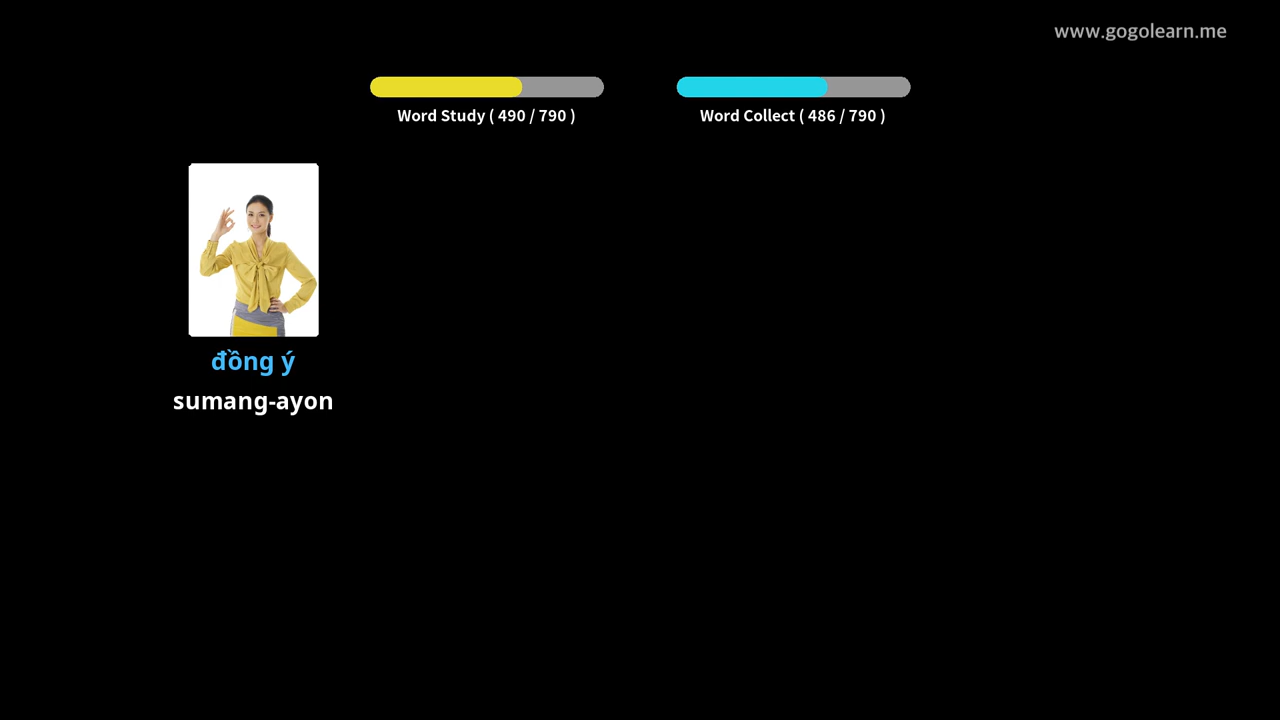 www.gogolearn.me
Word Study ( 490 / 790 )
Word Collect ( 486 / 790 )
đồng ý
sumang-ayon